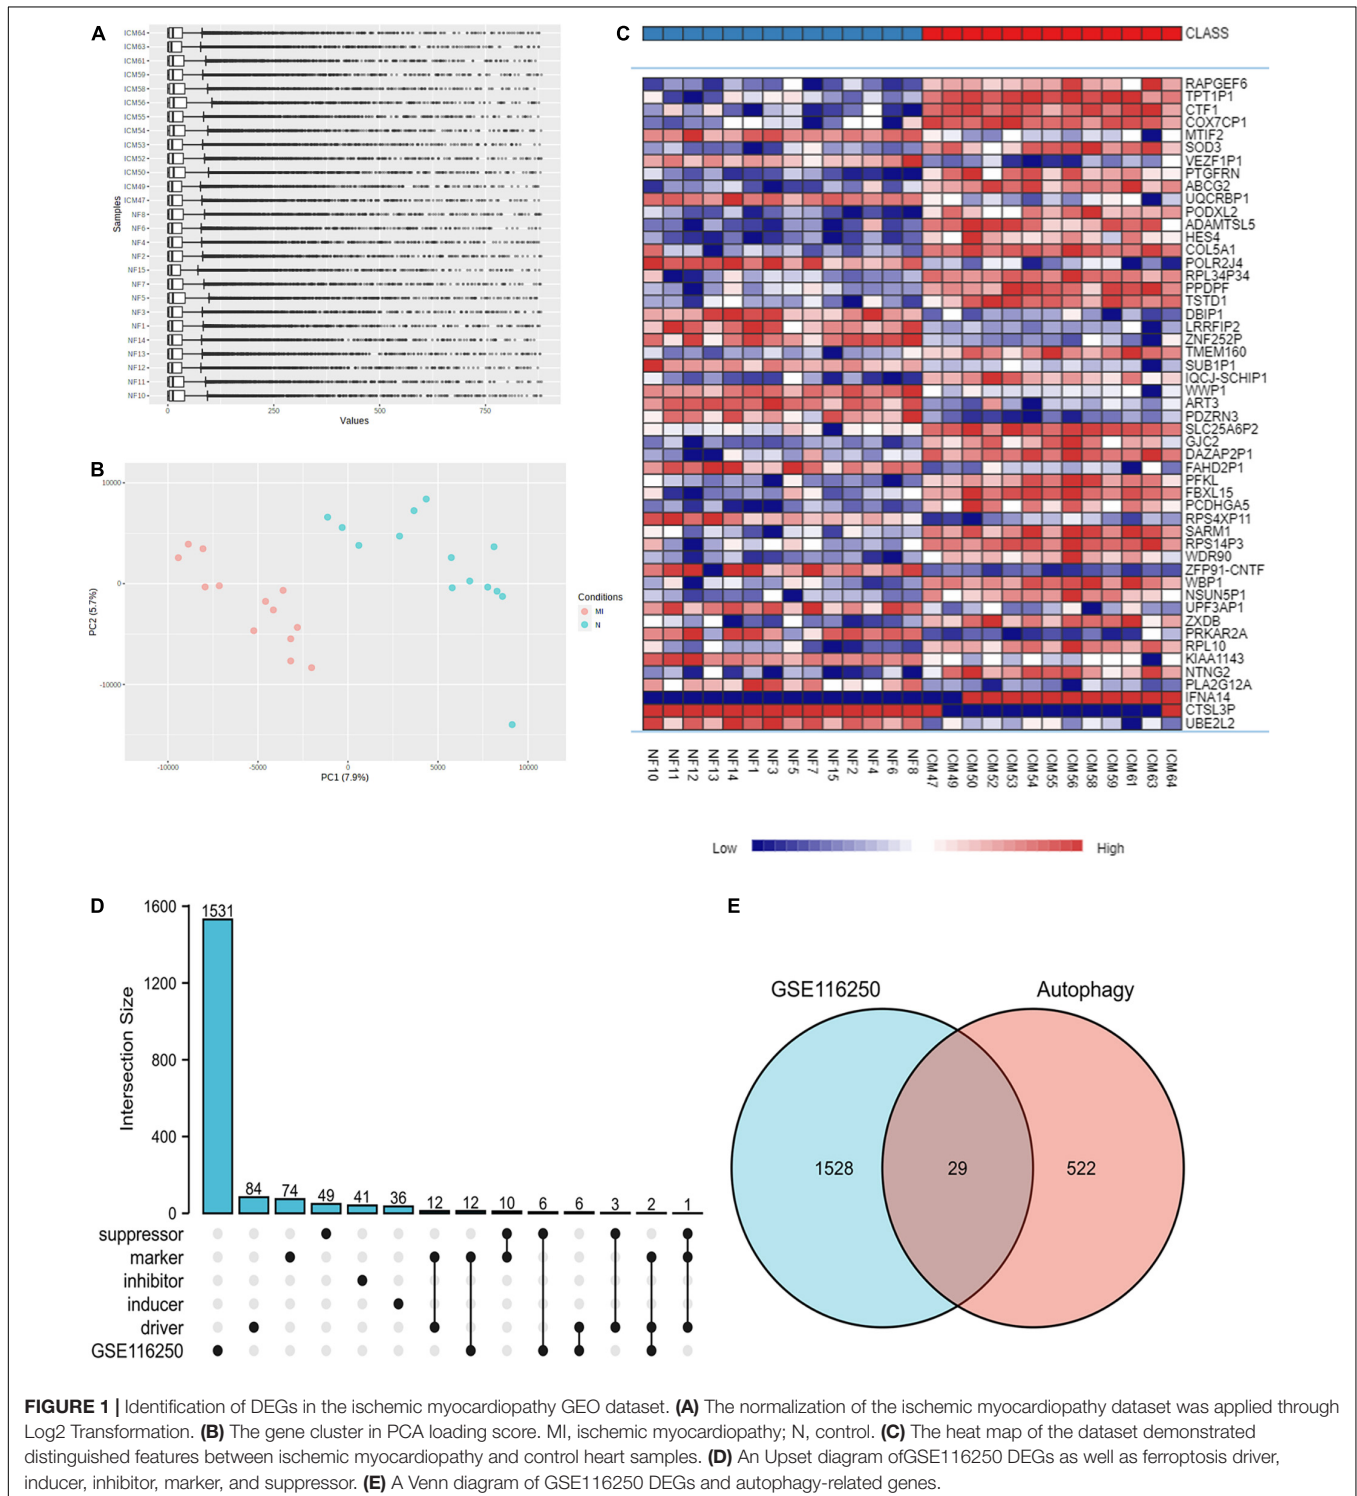 A
ICM64
ICM63
ICM61
ICM59
ICM58
ICM56
ICM55
ICM54
ICM53
ICM52
ICM50
ICM49
ICM47
NF8
NF6
NF4
NF2
NF15
NF7
NF5
NF3
NF1
NF14
NF13
NF12
NF11
NF10
Samples
0 250 500 750
Values
B
10000
0
-10000
PC2 (5.7%)
-10000 -5000 0 5000 10000
PC1 (7.9%)
Conditions
MI
N
C
CLASS
RAPGEF6
TPT1P1
CTF1
COX7CP1
MTIF2
SOD3
VEZF1P1
PTGFRN
ABCG2
UQCRBP1
PODXL2
ADAMTSL5
HES4
COL5A1
POLR2J4
RPL34P34
PPDPF
TSTD1
DBIP1
LRRFIP2
ZNF252P
TMEM160
SUB1P1
IQCJ-SCHIP1
WWP1
ART3
PDZRN3
SLC25A6P2
GJC2
DAZAP2P1
FAHD2P1
PFKL
FBXL15
PCDHGA5
RPS4XP11
SARM1
RPS14P3
WDR90
ZFP91-CNTF
WBP1
NSUN5P1
UPF3AP1
ZXDB
PRKAR2A
RPL10
KIAA1143
NTNG2
PLA2G12A
IFNA14
CTSL3P
UBE2L2
NF10 NF11 NF12 NF13 NF14 NF1 NF3 NF5 NF7 NF15 NF2 NF4 NF6 NF8 ICM47 ICM49 ICM50 ICM52 ICM53 ICM54 ICM55 ICM56 ICM58 ICM59 ICM61 ICM63 ICM64
Low High
D
1600
1200
800
400
0
Intersection Size
1531 84 74 49 41 36 12 12 10 6 6 3 2 1
suppressor
marker
inhibitor
inducer
driver
GSE116250
E
GSE116250 Autophagy
1528 29 522
FIGURE 1 | Identification of DEGs in the ischemic myocardiopathy GEO dataset. (A) The normalization of the ischemic myocardiopathy dataset was applied through
Log2 Transformation. (B) The gene cluster in PCA loading score. MI, ischemic myocardiopathy; N, control. (C) The heat map of the dataset demonstrated
distinguished features between ischemic myocardiopathy and control heart samples. (D) An Upset diagram ofGSE116250 DEGs as well as ferroptosis driver,
inducer, inhibitor, marker, and suppressor. (E) A Venn diagram of GSE116250 DEGs and autophagy-related genes.